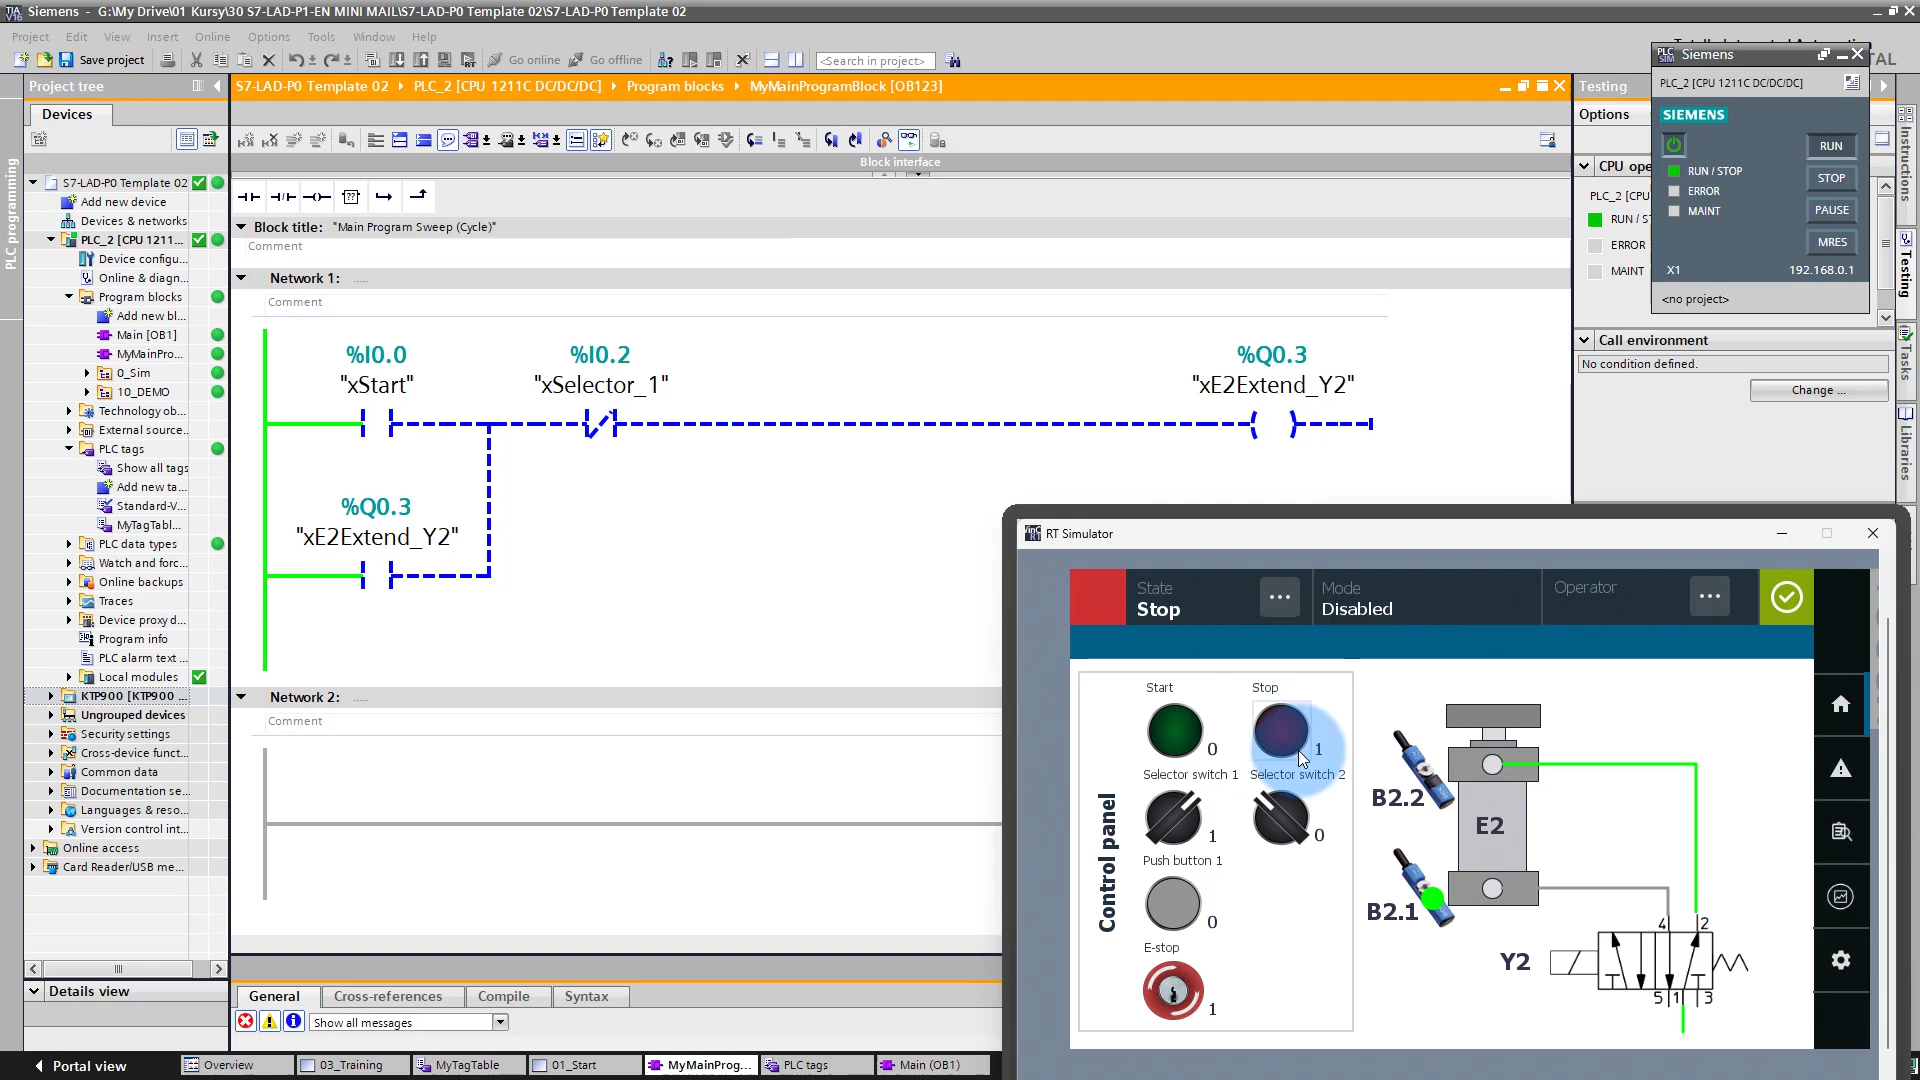 Siemens - G:\My Drive\01 Kursy\30 S7-LAD-P1-EN MINI MAIL\S7-LAD-P0 Template 02\S7-LAD-P0 Template 02
Project Edit View Insert Online Options Tools Window Help
Save project
Go online
Go offline
<Search in project>
Project tree
Devices
PLC programming
S7-LAD-P0 Template 02
Add new device
Devices & networks
PLC_2 [CPU 1211...
Device configu...
Online & diagn...
Program blocks
Add new bl...
Main [OB1]
MyMainPro...
0_Sim
10_DEMO
Technology ob...
External source...
PLC tags
Show all tags
Add new ta...
Standard-V...
MyTagTabl...
PLC data types
Watch and forc...
Online backups
Traces
Device proxy d...
Program info
PLC alarm text ...
Local modules
KTP900 [KTP900 ...
Ungrouped devices
Security settings
Cross-device funct...
Common data
Documentation se...
Languages & reso...
Version control int...
Online access
Card Reader/USB me...
Details view
S7-LAD-P0 Template 02 PLC_2 [CPU 1211C DC/DC/DC] Program blocks MyMainProgramBlock [OB123]
Block interface
Block title: "Main Program Sweep (Cycle)"
Comment
Network 1: .....
Comment
%I0.0
"xStart"
%I0.2
"xSelector_1"
%Q0.3
"xE2Extend_Y2"
%Q0.3
"xE2Extend_Y2"
Network 2: .....
Comment
General
Cross-references
Compile
Syntax
Show all messages
Testing
Options
CPU ope
PLC_2 [CPU
RUN / S
ERROR
MAINT
Call environment
No condition defined.
Change ...
Instructions
Testing
Tasks
Libraries
PLC SIM
Siemens
PLC_2 [CPU 1211C DC/DC/DC]
SIEMENS
RUN
RUN / STOP
STOP
ERROR
MAINT
PAUSE
MRES
X1 192.168.0.1
<no project>
RT Simulator
State
Stop
Mode
Disabled
Operator
Control panel
Start
0
Stop
1
Selector switch 1
1
Selector switch 2
0
Push button 1
0
E-stop
1
B2.2
E2
B2.1
4 2
Y2
5 1 3
Portal view
Overview
03_Training
MyTagTable
01_Start
MyMainProg...
PLC tags
Main (OB1)